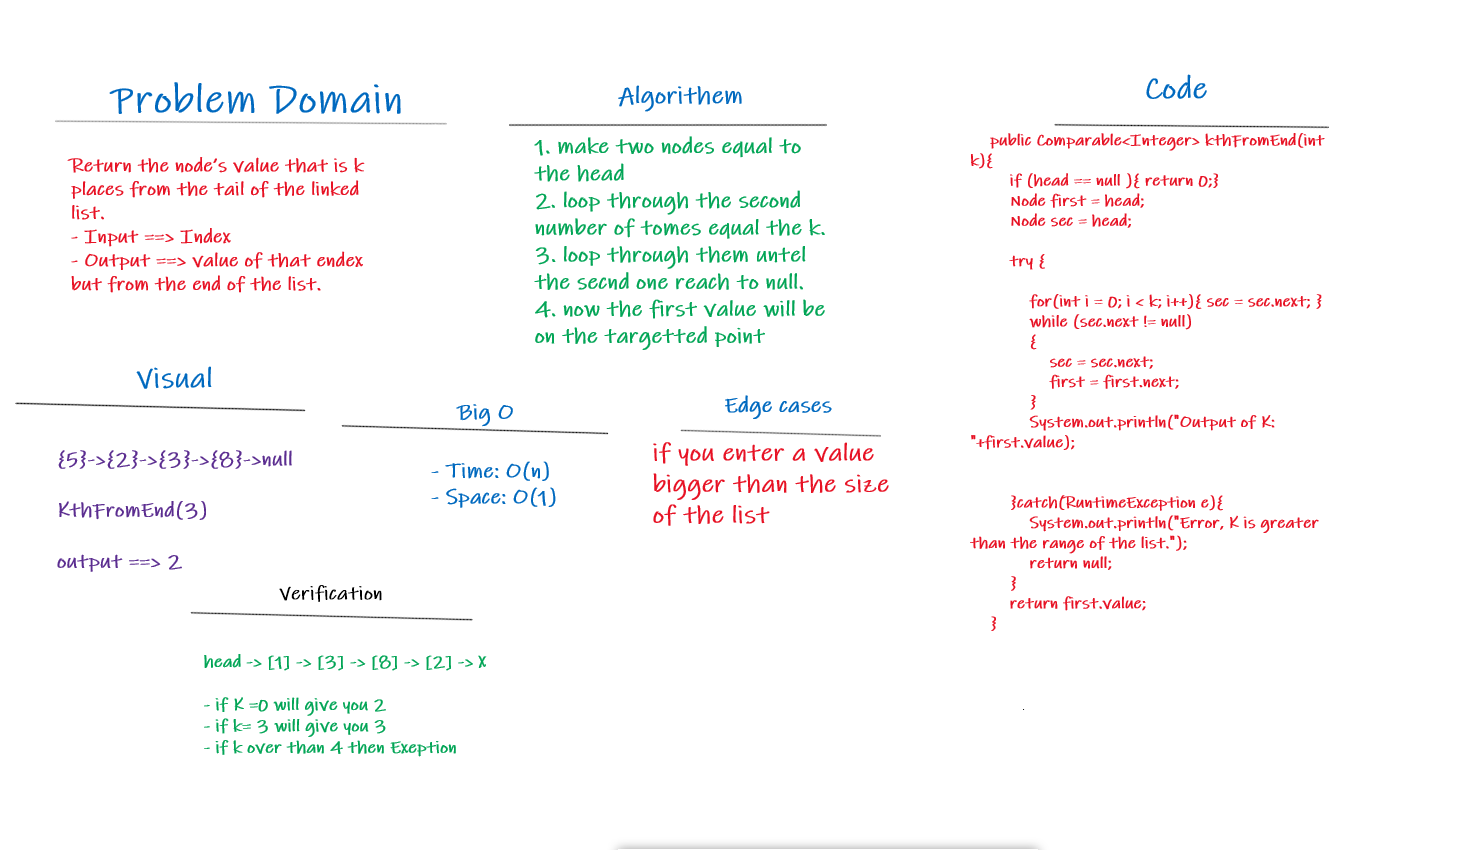 Problem Domain
Return the node's value that is k
places from the tail of the linked
list.
- Input ==> Index
- Output ==> value of that endex
but from the end of the list.
Algorithem
1. make two nodes equal to
the head
2. loop through the second
number of tomes equal the k.
3. loop through them untel
the secnd one reach to null.
4. now the first value will be
on the targetted point
Code
public Comparable<Integer> kthFromEnd(int
k){
if (head == null ){ return 0;}
Node first = head;
Node sec = head;
try {
for(int i = 0; i < k; i++){ sec = sec.next; }
while (sec.next != null)
{
sec = sec.next;
first = first.next;
}
System.out.println("Output of K:
"+first.value);
}catch(RuntimeException e){
System.out.println("Error, K is greater
than the range of the list.");
return null;
}
return first.value;
}
Visual
{5}->{2}->{3}->{8}->null
KthFromEnd(3)
output ==> 2
Big O
- Time: O(n)
- Space: O(1)
Edge cases
if you enter a value
bigger than the size
of the list
Verification
head -> [1] -> [3] -> [8] -> [2] -> X
- if K =0 will give you 2
- if k= 3 will give you 3
- if k over than 4 then Exeption